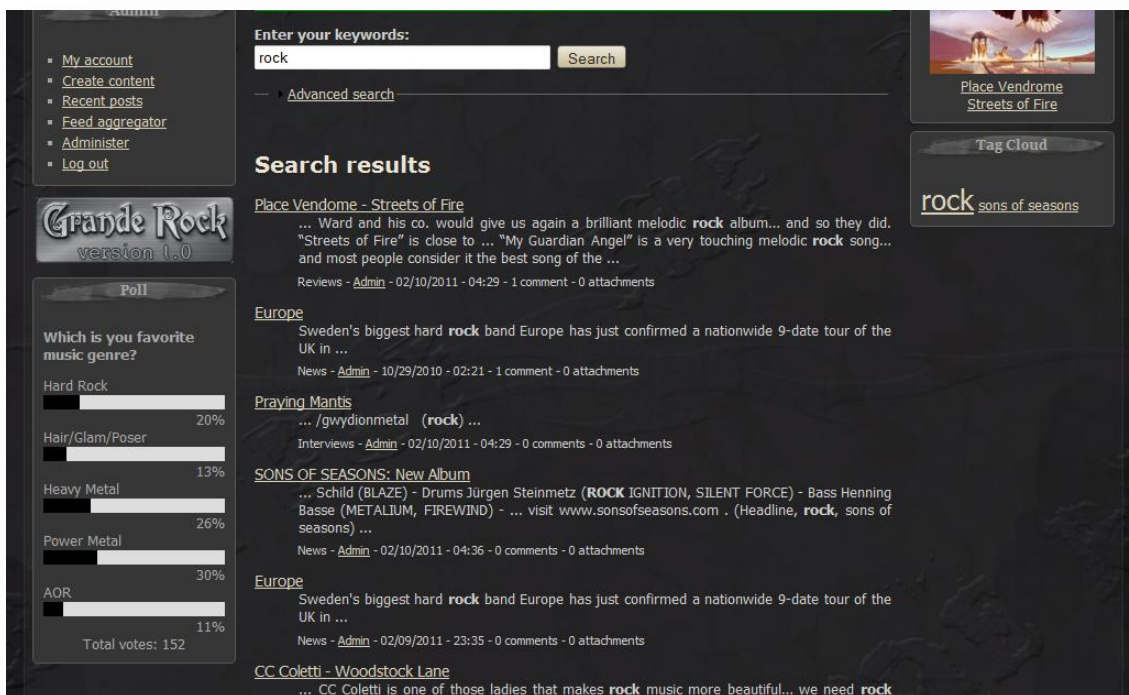 Admin
My account
Create content
Recent posts
Feed aggregator
Administer
Log out
Grande Rock
version 1.0
Poll
Which is you favorite
music genre?
Hard Rock
20%
Hair/Glam/Poser
13%
Heavy Metal
26%
Power Metal
30%
AOR
11%
Total votes: 152
Enter your keywords:
rock
Search
Advanced search
Search results
Place Vendome - Streets of Fire
... Ward and his co. would give us again a brilliant melodic rock album... and so they did.
“Streets of Fire” is close to ... “My Guardian Angel” is a very touching melodic rock song...
and most people consider it the best song of the ...
Reviews - Admin - 02/10/2011 - 04:29 - 1 comment - 0 attachments
Europe
Sweden's biggest hard rock band Europe has just confirmed a nationwide 9-date tour of the
UK in ...
News - Admin - 10/29/2010 - 02:21 - 1 comment - 0 attachments
Praying Mantis
... /gwydionmetal (rock) ...
Interviews - Admin - 02/10/2011 - 04:29 - 0 comments - 0 attachments
SONS OF SEASONS: New Album
... Schild (BLAZE) - Drums Jürgen Steinmetz (ROCK IGNITION, SILENT FORCE) - Bass Henning
Basse (METALIUM, FIREWIND) - ... visit www.sonsofseasons.com . (Headline, rock, sons of
seasons) ...
News - Admin - 02/10/2011 - 04:36 - 0 comments - 0 attachments
Europe
Sweden's biggest hard rock band Europe has just confirmed a nationwide 9-date tour of the
UK in ...
News - Admin - 02/09/2011 - 23:35 - 0 comments - 0 attachments
CC Coletti - Woodstock Lane
... CC Coletti is one of those ladies that makes rock music more beautiful... we need rock
Place Vendrome
Streets of Fire
Tag Cloud
rock sons of seasons